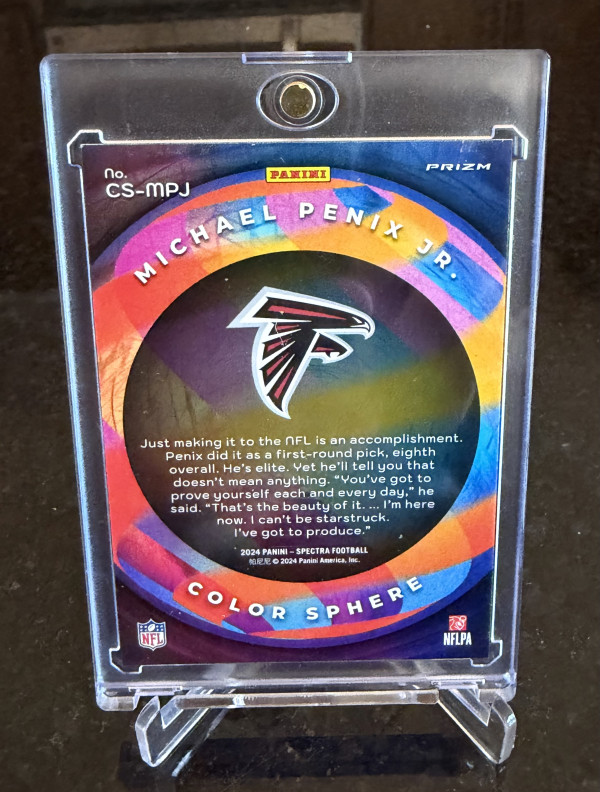 No.
CS-MPJ
PANINI
PRIZM
MICHAEL PENIX JR.
Just making it to the NFL is an accomplishment.
Penix did it as a first-round pick, eighth
overall. He's elite. Yet he'll tell you that
doesn't mean anything. “You've got to
prove yourself each and every day,” he
said. “That's the beauty of it. ... I'm here
now. I can't be starstruck.
I've got to produce.”
2024 PANINI – SPECTRA FOOTBALL
帕尼尼 © 2024 Panini America, Inc.
COLOR SPHERE
NFL
NFLPA